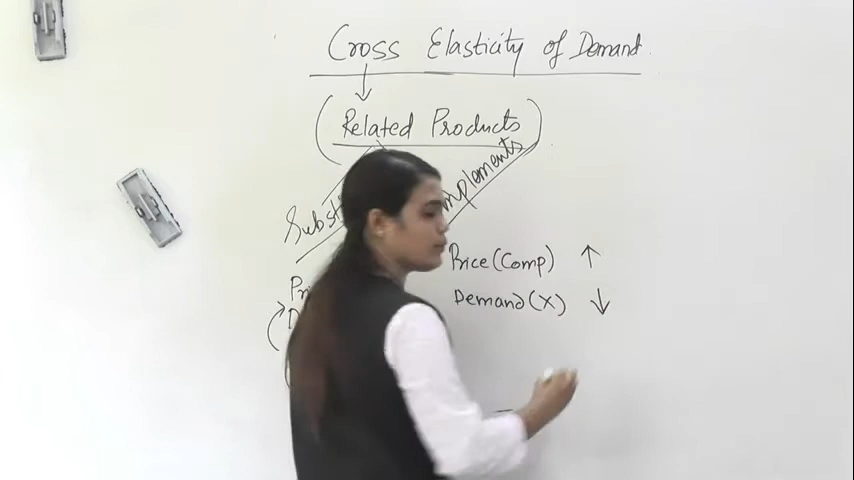 Cross Elasticity of Demand
(Related Products)
Price (Comp) ↑
Demand (X) ↓